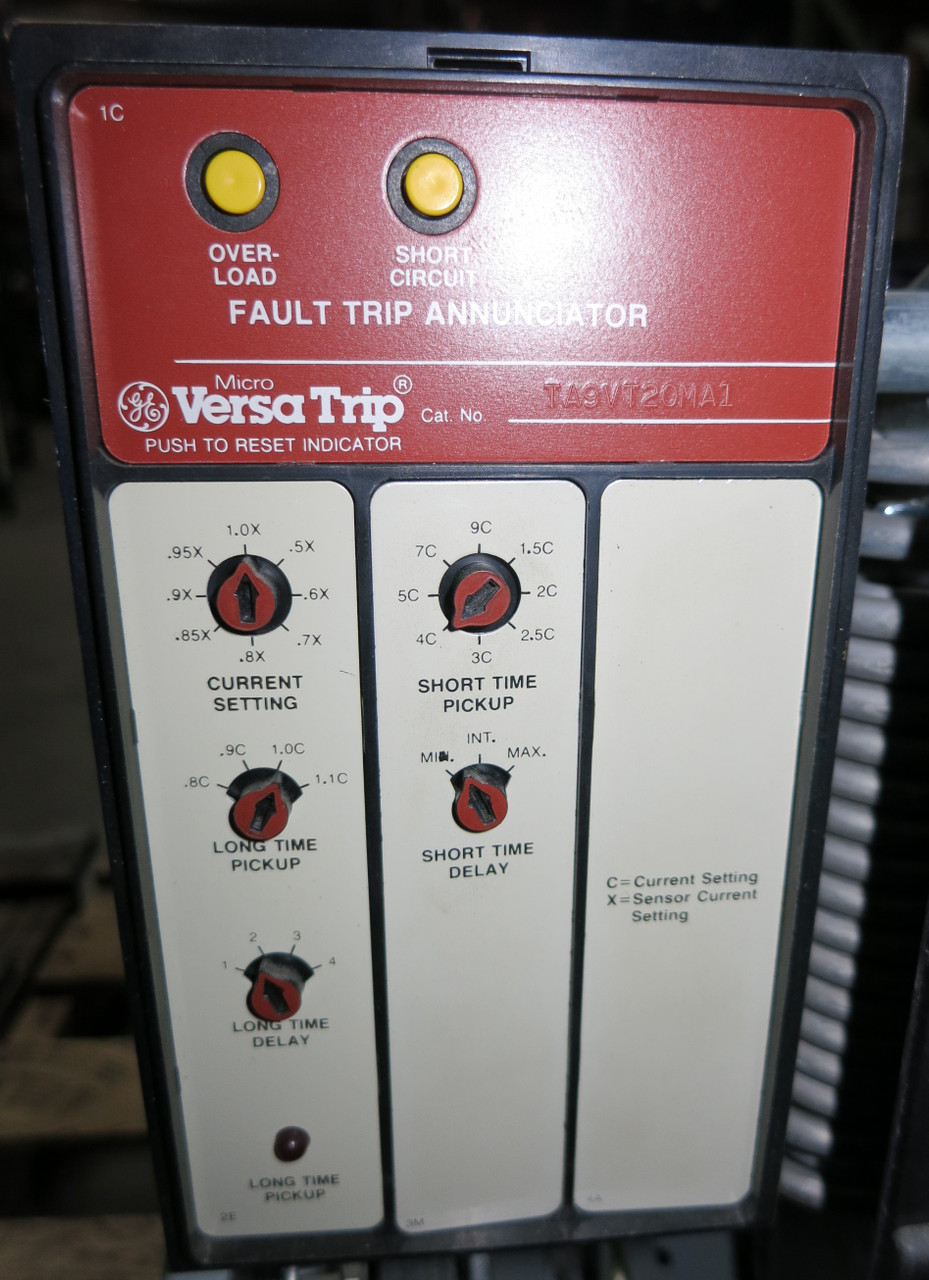 1C
OVER-
LOAD
SHORT
CIRCUIT
FAULT TRIP ANNUNCIATOR
GE
Micro
Versa Trip®
Cat. No. TA9VT20MA1
PUSH TO RESET INDICATOR
1.0X
.95X .5X
.9X .6X
.85X .7X
.8X
CURRENT
SETTING
.9C 1.0C
.8C 1.1C
LONG TIME
PICKUP
2 3
1 4
LONG TIME
DELAY
LONG TIME
PICKUP
2E
9C
7C 1.5C
5C 2C
4C 2.5C
3C
SHORT TIME
PICKUP
INT.
MIN. MAX.
SHORT TIME
DELAY
3M
C=Current Setting
X=Sensor Current
Setting
4A